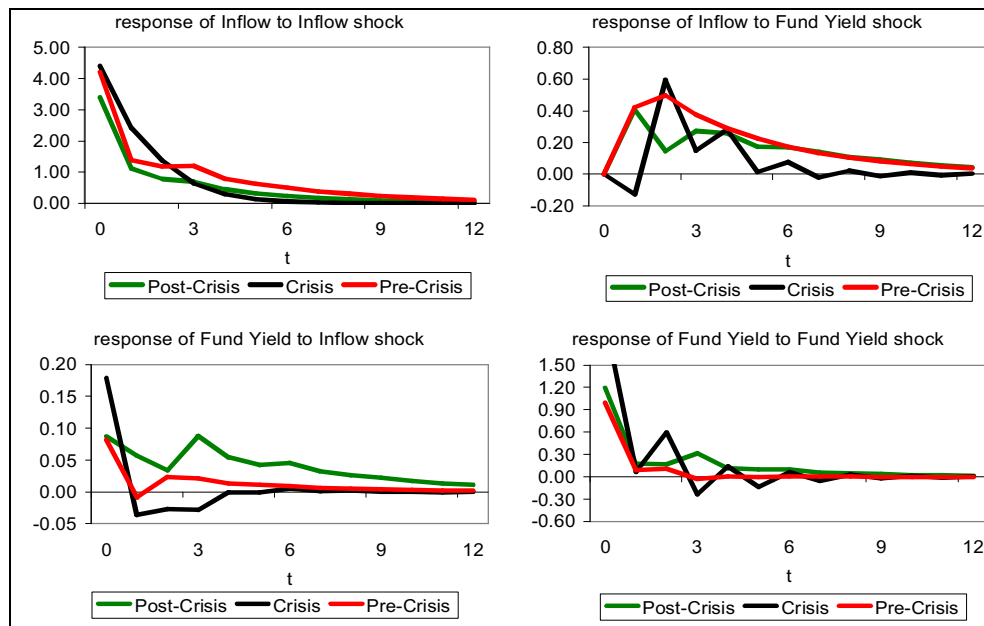 response of Inflow to Inflow shock
5.00
4.00
3.00
2.00
1.00
0.00
0 3 6 9 12
t
Post-Crisis Crisis Pre-Crisis
response of Inflow to Fund Yield shock
0.80
0.60
0.40
0.20
0.00
-0.20
0 3 6 9 12
t
Post-Crisis Crisis Pre-Crisis
response of Fund Yield to Inflow shock
0.20
0.15
0.10
0.05
0.00
-0.05
0 3 6 9 12
t
Post-Crisis Crisis Pre-Crisis
response of Fund Yield to Fund Yield shock
1.50
1.20
0.90
0.60
0.30
0.00
-0.30
-0.60
0 3 6 9 12
t
Post-Crisis Crisis Pre-Crisis